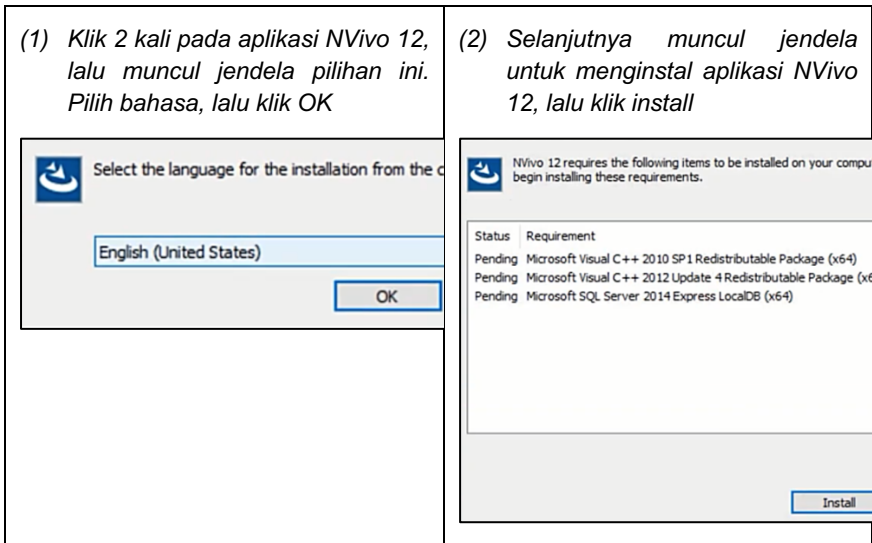 (1) Klik 2 kali pada aplikasi NVivo 12,
lalu muncul jendela pilihan ini.
Pilih bahasa, lalu klik OK
Select the language for the installation from the c
English (United States)
OK
(2) Selanjutnya muncul jendela
untuk menginstal aplikasi NVivo
12, lalu klik install
NVivo 12 requires the following items to be installed on your compu
begin installing these requirements.
Status Requirement
Pending Microsoft Visual C++ 2010 SP1 Redistributable Package (x64)
Pending Microsoft Visual C++ 2012 Update 4 Redistributable Package (x6
Pending Microsoft SQL Server 2014 Express LocalDB (x64)
Install